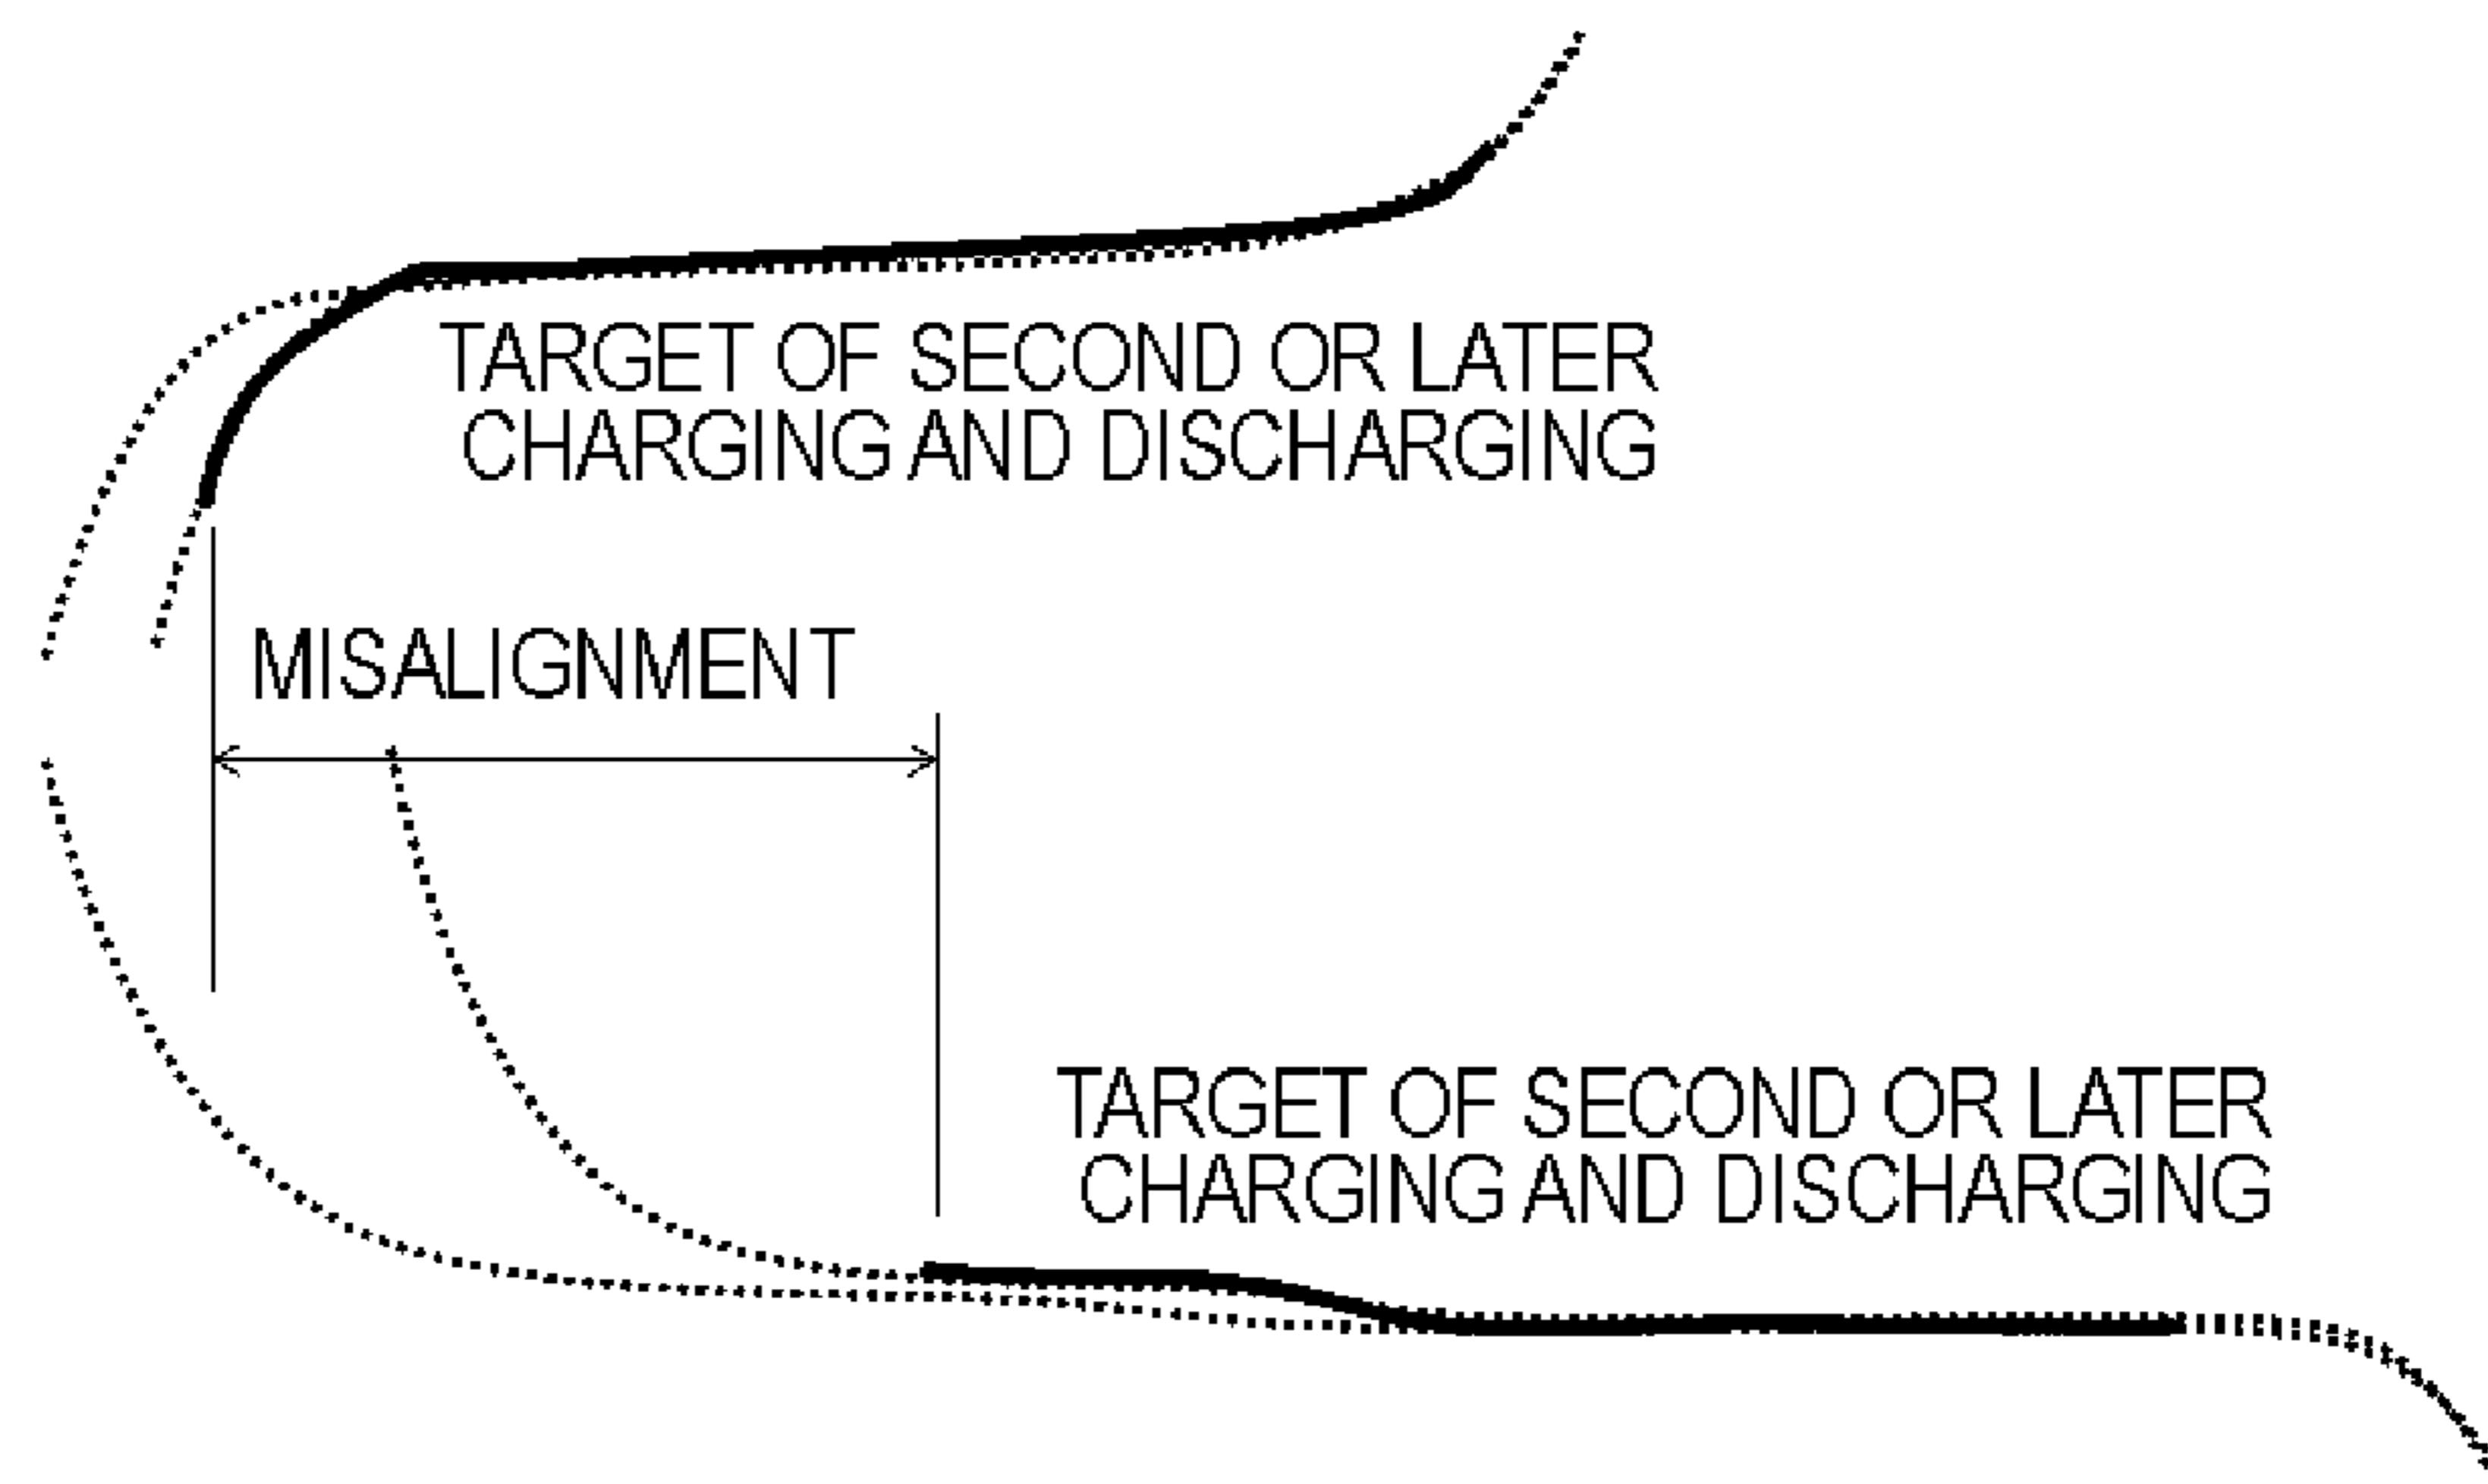 TARGET OF SECOND OR LATER
CHARGING AND DISCHARGING
MISALIGNMENT
TARGET OF SECOND OR LATER
CHARGING AND DISCHARGING